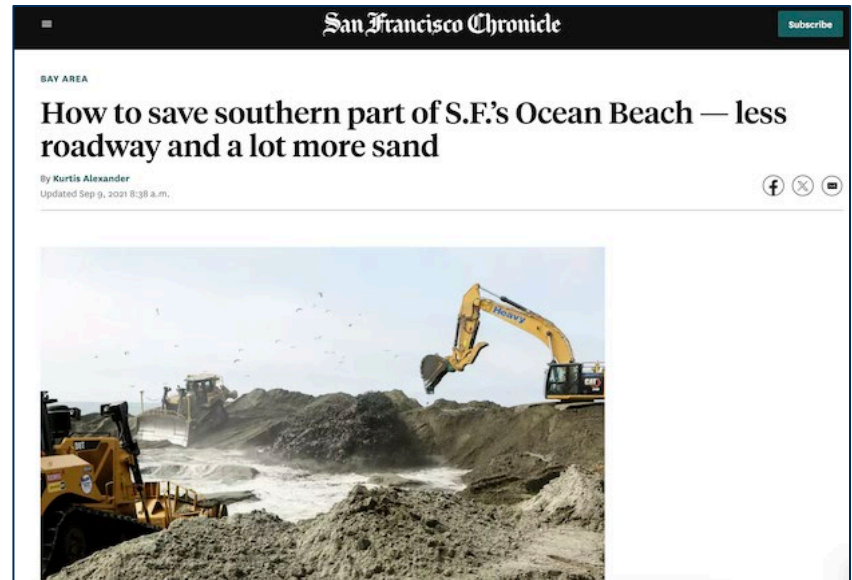 San Francisco Chronicle
Subscribe
BAY AREA
How to save southern part of S.F.'s Ocean Beach — less
roadway and a lot more sand
By Kurtis Alexander
Updated Sep 9, 2021 8:38 a.m.
Heavy
CAT